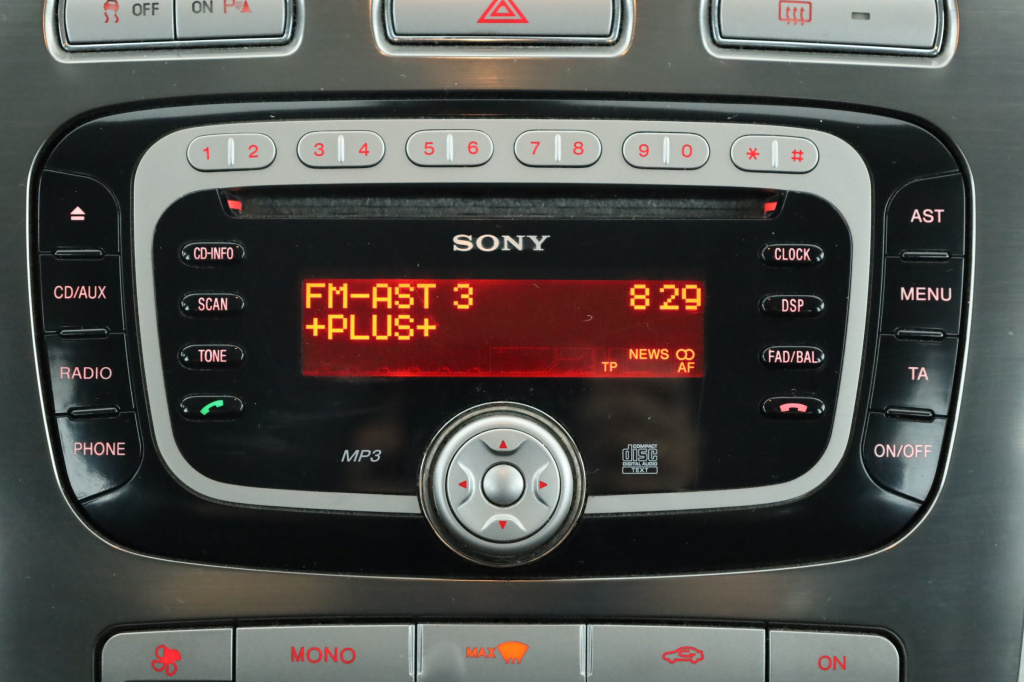 OFF ON P
1 2 3 4 5 6 7 8 9 0 * #
SONY
AST
CD-INFO CLOCK
CD/AUX MENU
FM-AST 3 8 29
SCAN DSP
+PLUS+
TONE NEWS FAD/BAL
TP AF
RADIO TA
PHONE ON/OFF
MP3
COMPACT
disc
DIGITAL AUDIO
TEXT
MONO MAX ON